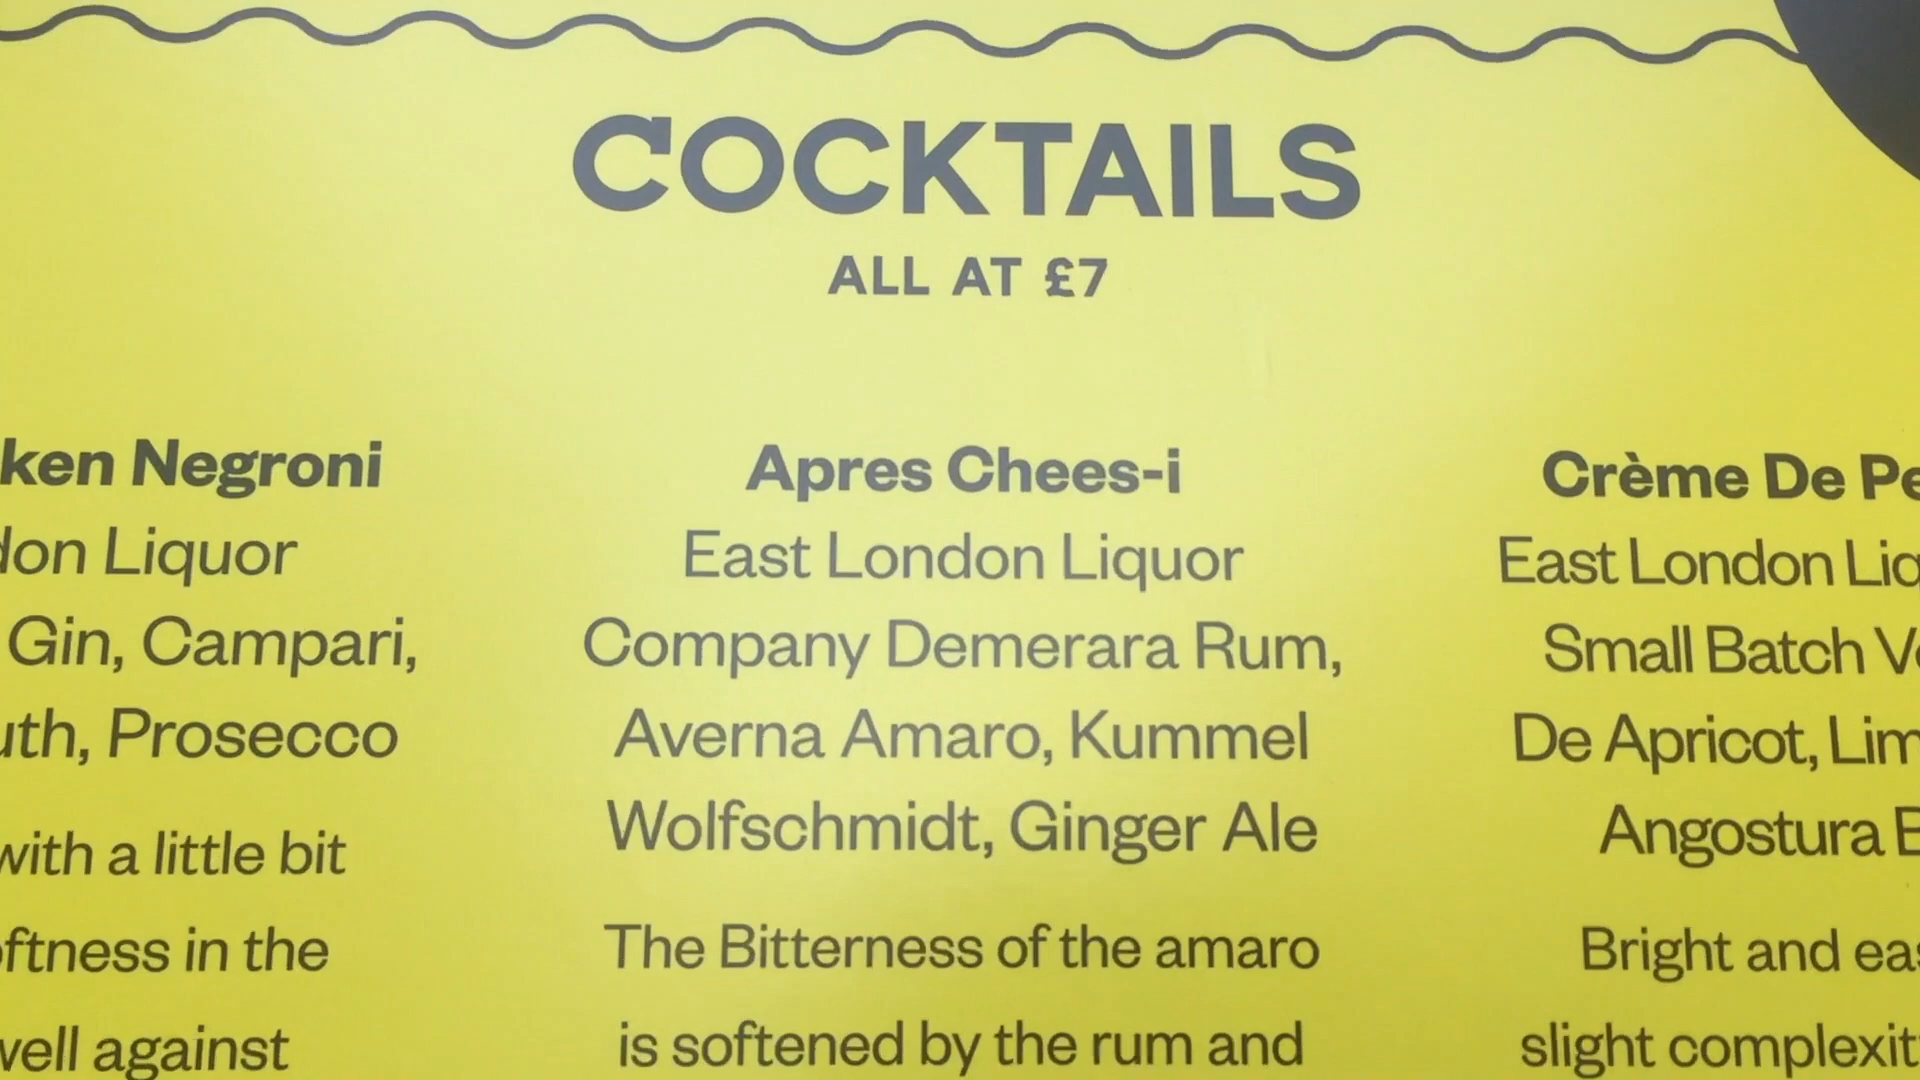 COCKTAILS
ALL AT £7
ken Negroni
don Liquor
Gin, Campari,
uth, Prosecco
with a little bit
oftness in the
well against
Apres Chees-i
East London Liquor
Company Demerara Rum,
Averna Amaro, Kummel
Wolfschmidt, Ginger Ale
The Bitterness of the amaro
is softened by the rum and
Crème De Pe
East London Liq
Small Batch Vo
De Apricot, Lim
Angostura B
Bright and eas
slight complexit